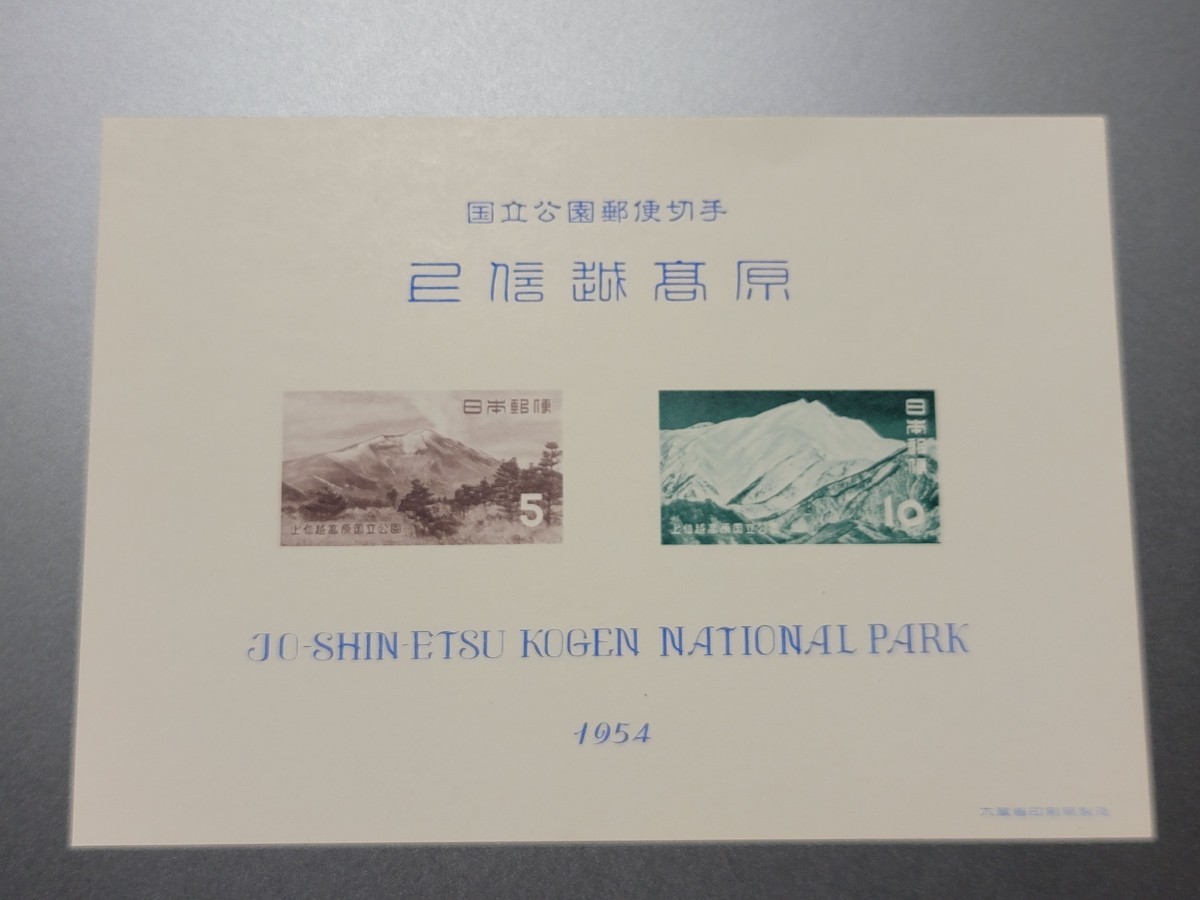 国立公園郵便切手
上信越高原
日本郵便
5
上信越高原国立公園
日本郵便
10
上信越高原国立公園
JO-SHIN-ETSU KOGEN NATIONAL PARK
1954
大蔵省印刷局製造